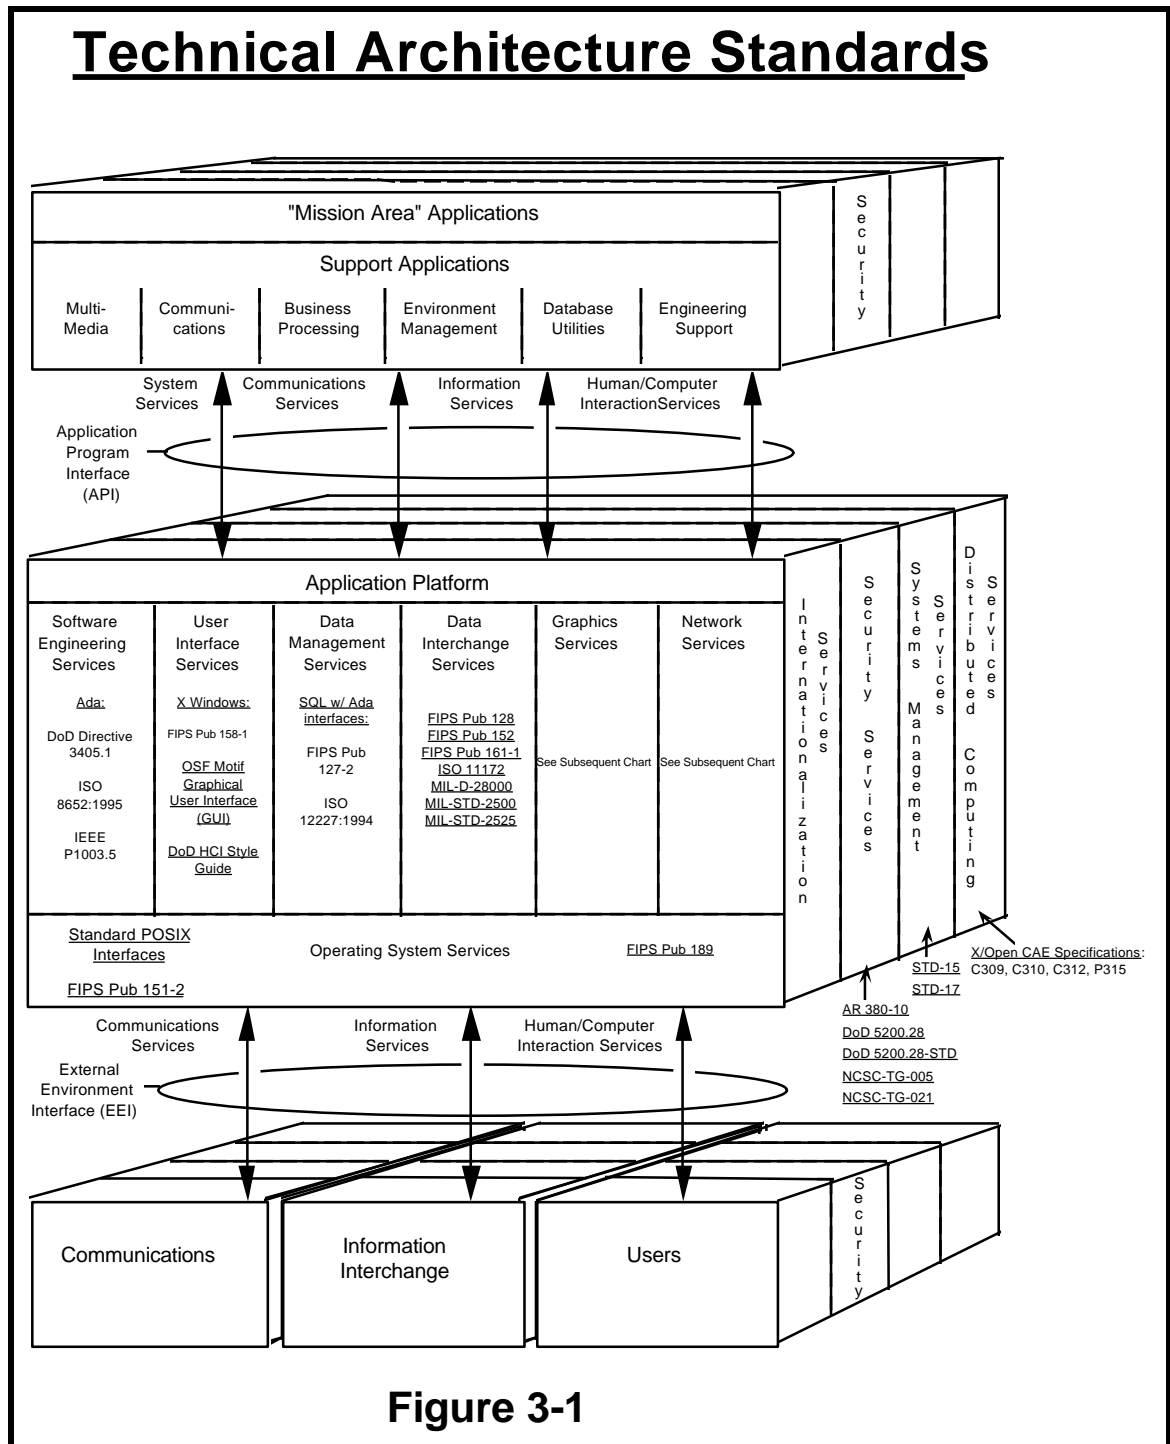 Technical Architecture Standards
"Mission Area" Applications
Support Applications
Multi-
Media
Communi-
cations
Business
Processing
Environment
Management
Database
Utilities
Engineering
Support
Security
System
Services
Communications
Services
Information
Services
Human/Computer
InteractionServices
Application
Program
Interface
(API)
Application Platform
Software
Engineering
Services
Ada:
DoD Directive
3405.1
ISO
8652:1995
IEEE
P1003.5
User
Interface
Services
X Windows:
FIPS Pub 158-1
OSF Motif
Graphical
User Interface
(GUI)
DoD HCI Style
Guide
Data
Management
Services
SQL w/ Ada
interfaces:
FIPS Pub
127-2
ISO
12227:1994
Data
Interchange
Services
FIPS Pub 128
FIPS Pub 152
FIPS Pub 161-1
ISO 11172
MIL-D-28000
MIL-STD-2500
MIL-STD-2525
Graphics
Services
See Subsequent Chart
Network
Services
See Subsequent Chart
Internationalization
Services
Security Services
Systems Management
Services
Distributed Computing
Services
Standard POSIX
Interfaces
FIPS Pub 151-2
Operating System Services
FIPS Pub 189
X/Open CAE Specifications:
C309, C310, C312, P315
STD-15
STD-17
AR 380-10
DoD 5200.28
DoD 5200.28-STD
NCSC-TG-005
NCSC-TG-021
Communications
Services
Information
Services
Human/Computer
Interaction Services
External
Environment
Interface (EEI)
Communications
Information
Interchange
Users
Security
Figure 3-1